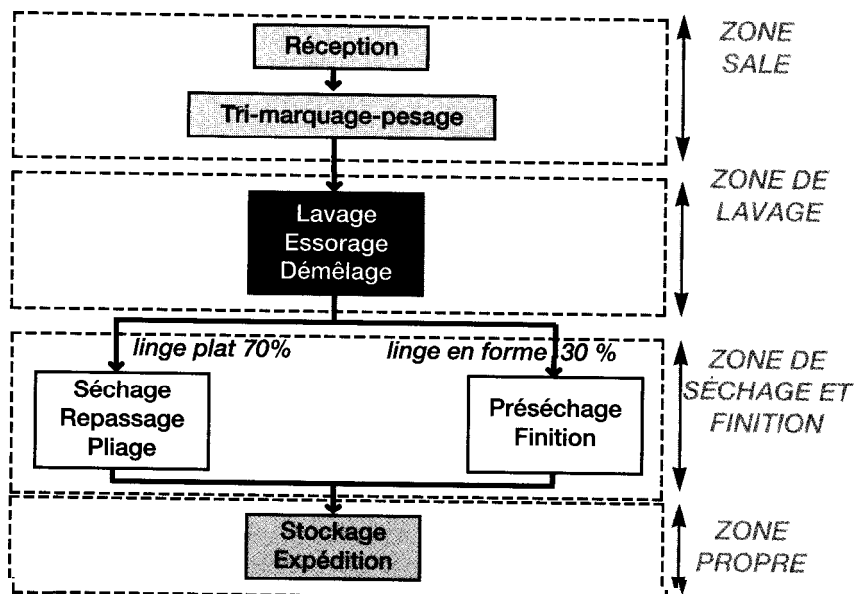 Réception
ZONE
SALE
Tri-marquage-pesage
ZONE DE
LAVAGE
Lavage
Essorage
Démêlage
linge plat 70%
linge en forme 30 %
ZONE DE
SÉCHAGE ET
FINITION
Séchage
Repassage
Pliage
Préséchage
Finition
Stockage
Expédition
ZONE
PROPRE